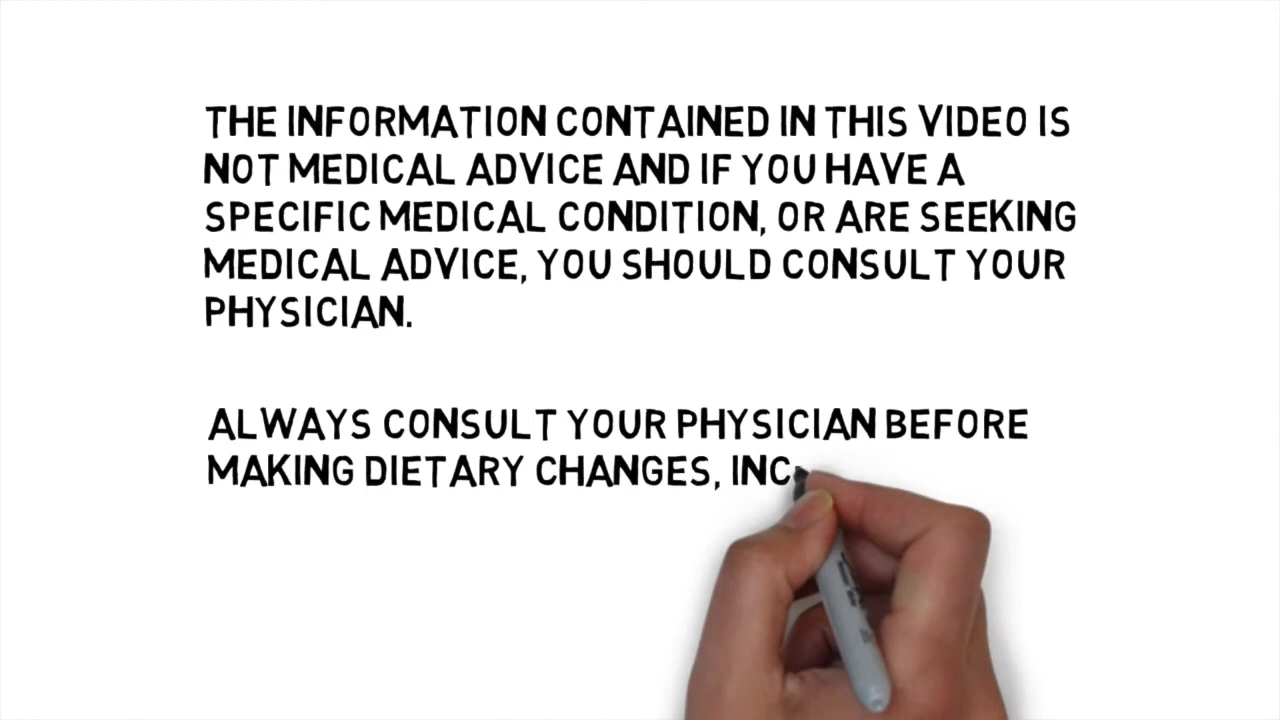 THE INFORMATION CONTAINED IN THIS VIDEO IS
NOT MEDICAL ADVICE AND IF YOU HAVE A
SPECIFIC MEDICAL CONDITION, OR ARE SEEKING
MEDICAL ADVICE, YOU SHOULD CONSULT YOUR
PHYSICIAN.
ALWAYS CONSULT YOUR PHYSICIAN BEFORE
MAKING DIETARY CHANGES, INC